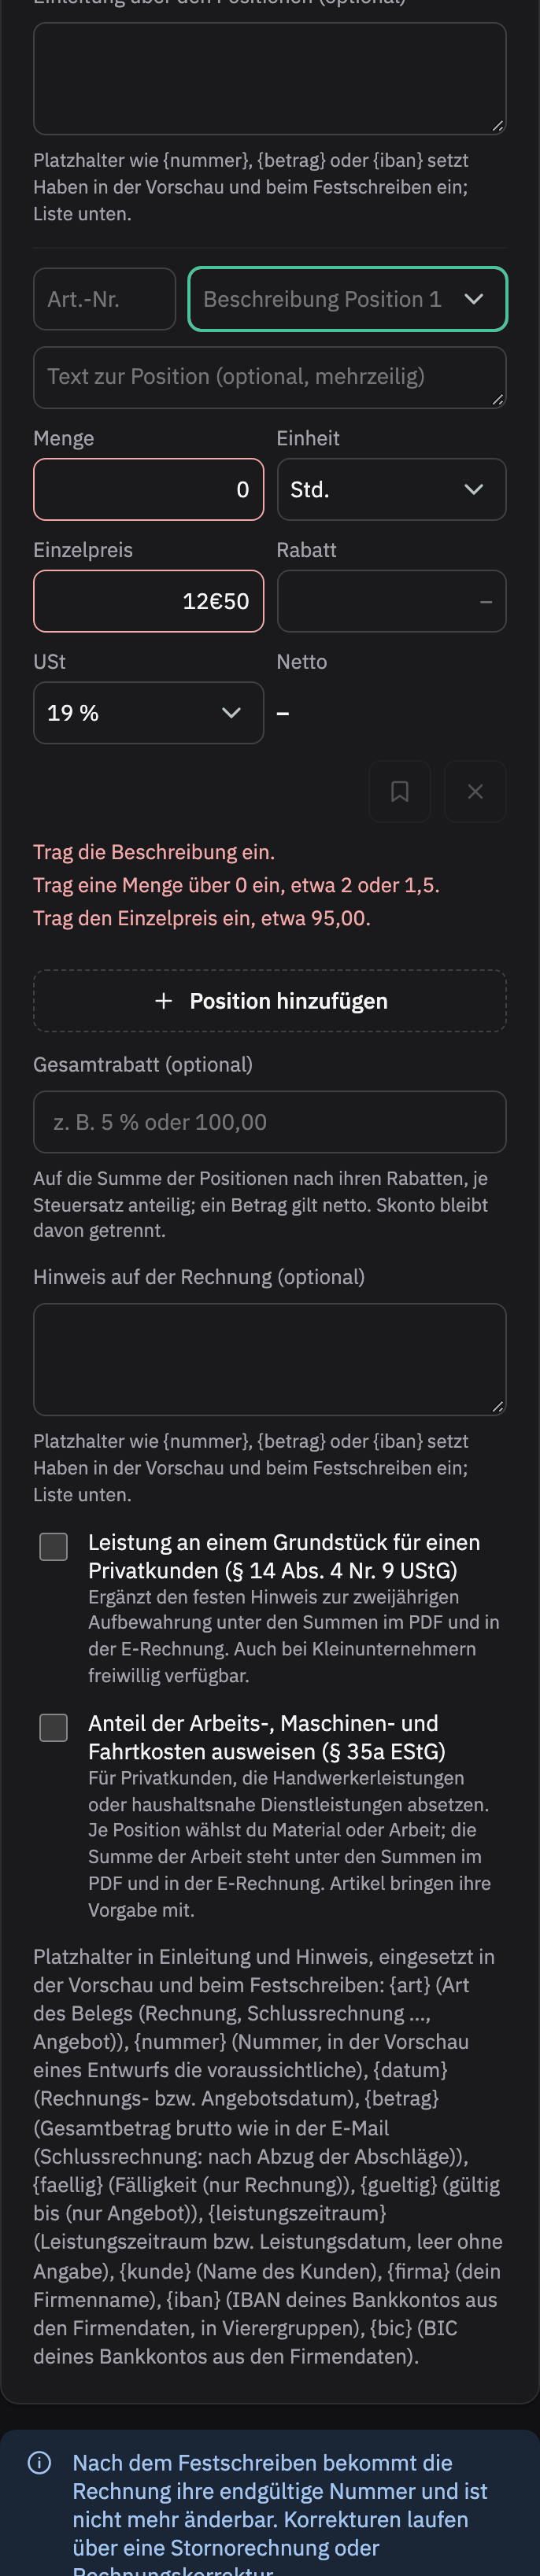 Einleitung über den Positionen (optional)
Platzhalter wie {nummer}, {betrag} oder {iban} setzt
Haben in der Vorschau und beim Festschreiben ein;
Liste unten.
Art.-Nr.
Beschreibung Position 1
Text zur Position (optional, mehrzeilig)
Menge
Einheit
0
Std.
Einzelpreis
Rabatt
12€50
–
USt
Netto
19 %
–
Trag die Beschreibung ein.
Trag eine Menge über 0 ein, etwa 2 oder 1,5.
Trag den Einzelpreis ein, etwa 95,00.
+ Position hinzufügen
Gesamtrabatt (optional)
z. B. 5 % oder 100,00
Auf die Summe der Positionen nach ihren Rabatten, je
Steuersatz anteilig; ein Betrag gilt netto. Skonto bleibt
davon getrennt.
Hinweis auf der Rechnung (optional)
Platzhalter wie {nummer}, {betrag} oder {iban} setzt
Haben in der Vorschau und beim Festschreiben ein;
Liste unten.
Leistung an einem Grundstück für einen
Privatkunden (§ 14 Abs. 4 Nr. 9 UStG)
Ergänzt den festen Hinweis zur zweijährigen
Aufbewahrung unter den Summen im PDF und in
der E-Rechnung. Auch bei Kleinunternehmern
freiwillig verfügbar.
Anteil der Arbeits-, Maschinen- und
Fahrtkosten ausweisen (§ 35a EStG)
Für Privatkunden, die Handwerkerleistungen
oder haushaltsnahe Dienstleistungen absetzen.
Je Position wählst du Material oder Arbeit; die
Summe der Arbeit steht unter den Summen im
PDF und in der E-Rechnung. Artikel bringen ihre
Vorgabe mit.
Platzhalter in Einleitung und Hinweis, eingesetzt in
der Vorschau und beim Festschreiben: {art} (Art
des Belegs (Rechnung, Schlussrechnung …,
Angebot)), {nummer} (Nummer, in der Vorschau
eines Entwurfs die voraussichtliche), {datum}
(Rechnungs- bzw. Angebotsdatum), {betrag}
(Gesamtbetrag brutto wie in der E-Mail
(Schlussrechnung: nach Abzug der Abschläge)),
{faellig} (Fälligkeit (nur Rechnung)), {gueltig} (gültig
bis (nur Angebot)), {leistungszeitraum}
(Leistungszeitraum bzw. Leistungsdatum, leer ohne
Angabe), {kunde} (Name des Kunden), {firma} (dein
Firmenname), {iban} (IBAN deines Bankkontos aus
den Firmendaten, in Vierergruppen), {bic} (BIC
deines Bankkontos aus den Firmendaten).
Nach dem Festschreiben bekommt die
Rechnung ihre endgültige Nummer und ist
nicht mehr änderbar. Korrekturen laufen
über eine Stornorechnung oder
Rechnungskorrektur.